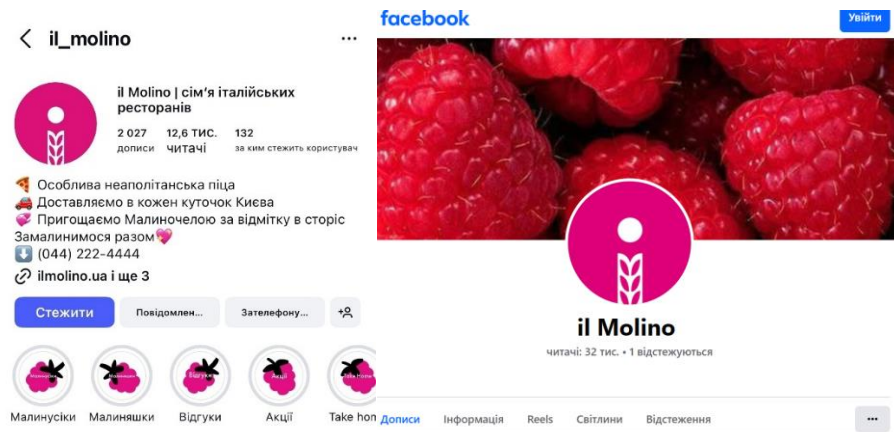 il_molino
il Molino | сім'я італійських
ресторанів
2 027 12,6 тис. 132
дописи читачі за ким стежить користувач
🍕 Особлива неаполітанська піца
🚗 Доставляємо в кожен куточок Києва
💞 Пригощаємо Малиночелою за відмітку в сторіс
Замалинимося разом💖
⬇️ (044) 222-4444
ilmolino.ua і ще 3
Стежити Повідомлен... Зателефону...
Малинусіки Малиняшки Відгуки Акції Take hom
facebook
Увійти
il Molino
читачі: 32 тис. • 1 відстежуються
Дописи Інформація Reels Світлини Відстеження